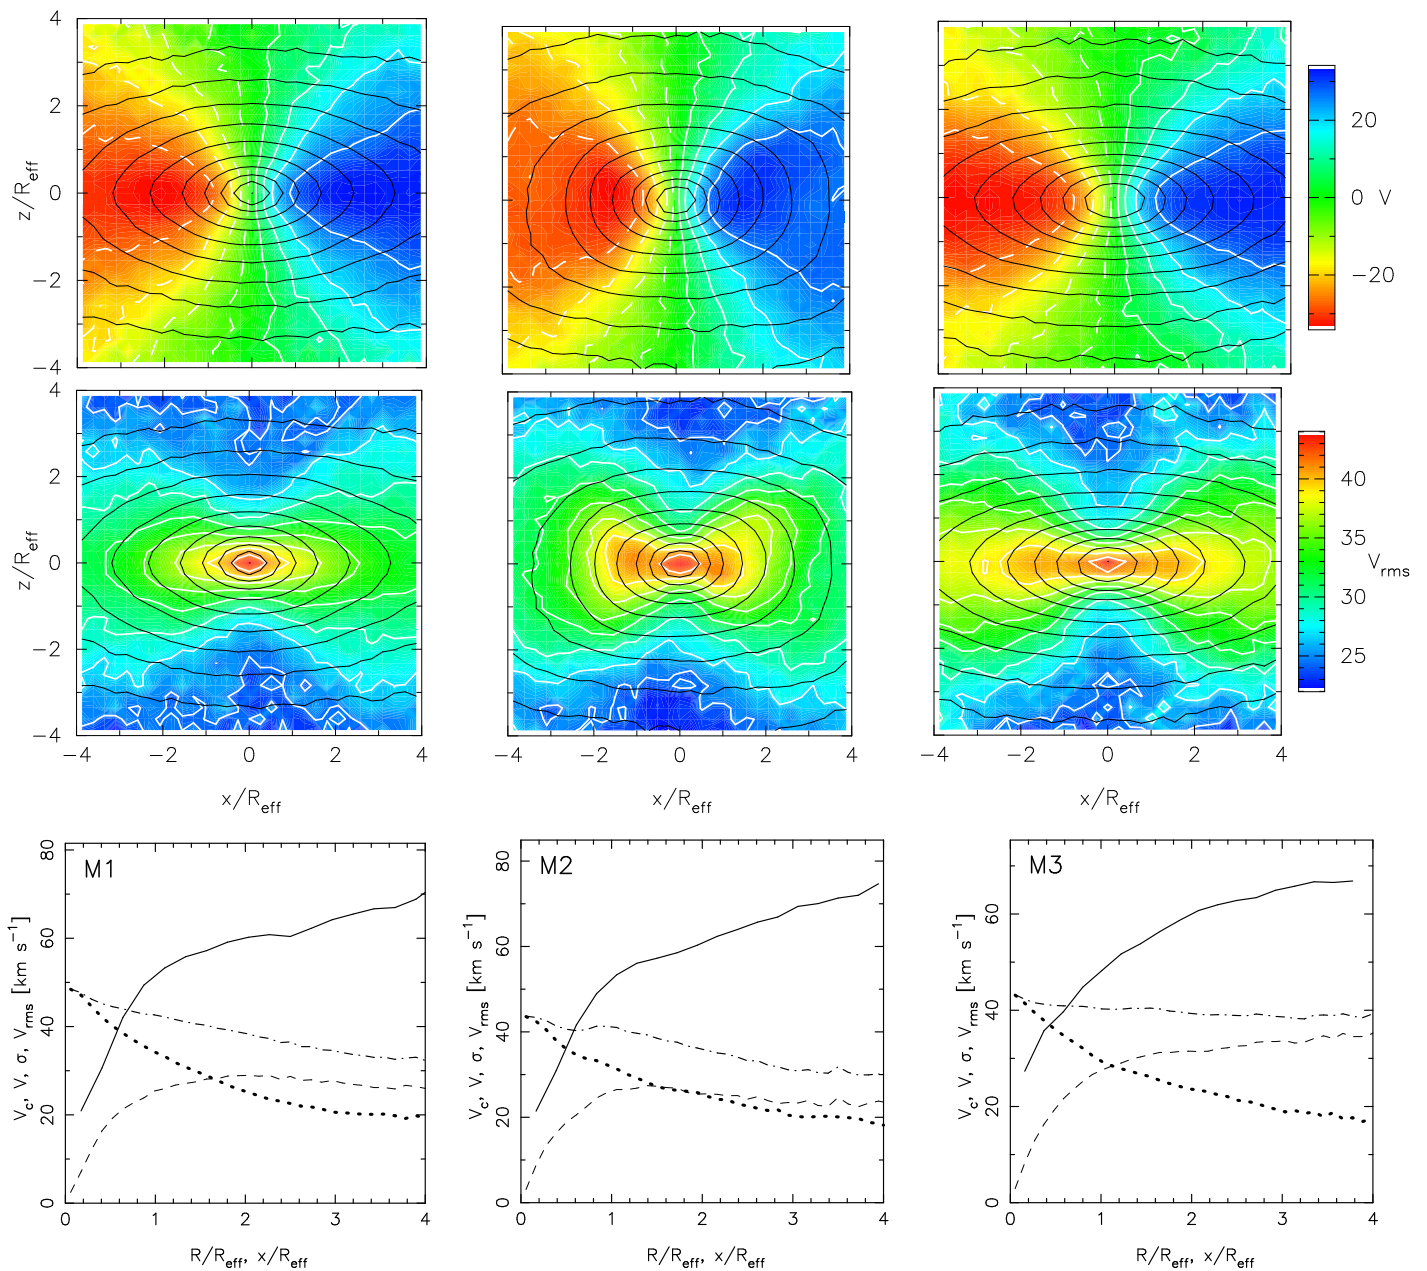 4
2
0
−2
−4
z/R_eff
20
0
−20
V
4
2
0
−2
−4
z/R_eff
40
35
30
25
V_rms
−4 −2 0 2 4
−4 −2 0 2 4
−4 −2 0 2 4
x/R_eff
x/R_eff
x/R_eff
M1
80
60
40
20
0
V_c, V, σ, V_rms [km s^−1]
0 1 2 3 4
R/R_eff, x/R_eff
M2
80
60
40
20
0
V_c, V, σ, V_rms [km s^−1]
0 1 2 3 4
R/R_eff, x/R_eff
M3
60
40
20
0
V_c, V, σ, V_rms [km s^−1]
0 1 2 3 4
R/R_eff, x/R_eff